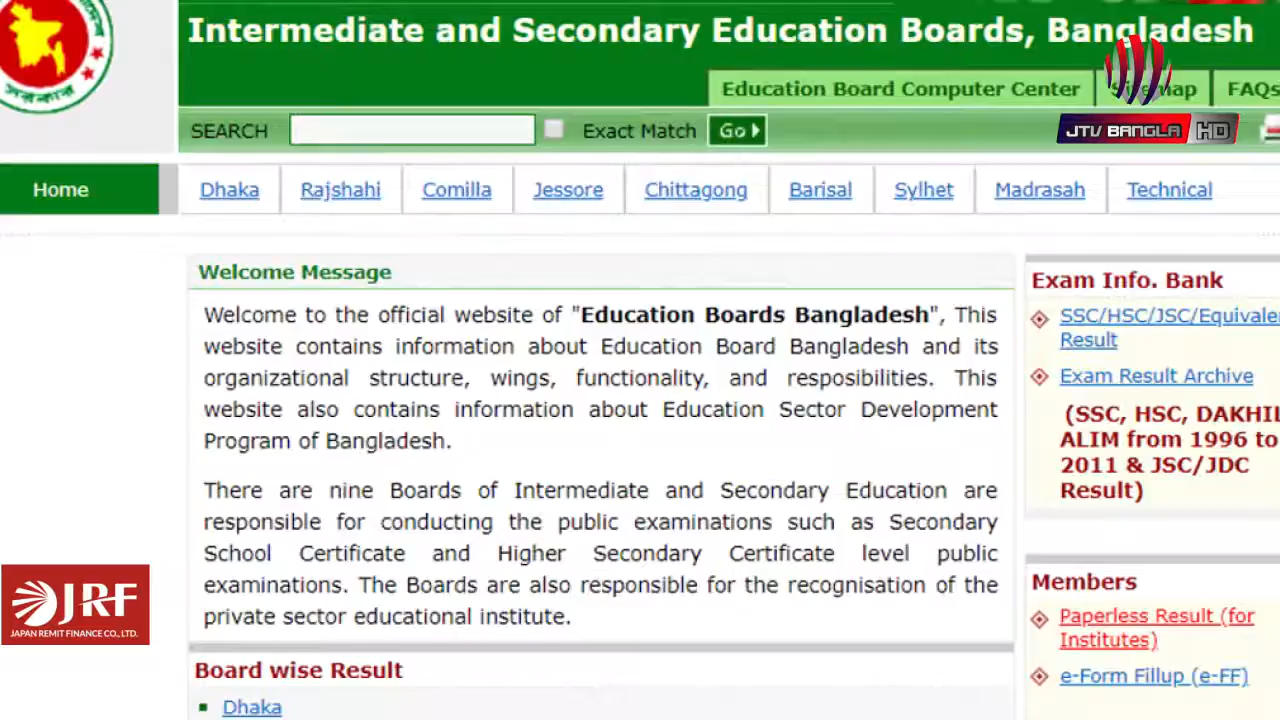 Intermediate and Secondary Education Boards, Bangladesh
Education Board Computer Center
FAQs
SEARCH
Exact Match
Go
JTV BANGLA HD
Home
Dhaka
Rajshahi
Comilla
Jessore
Chittagong
Barisal
Sylhet
Madrasah
Technical
Welcome Message
Welcome to the official website of "Education Boards Bangladesh", This
website contains information about Education Board Bangladesh and its
organizational structure, wings, functionality, and resposibilities. This
website also contains information about Education Sector Development
Program of Bangladesh.
There are nine Boards of Intermediate and Secondary Education are
responsible for conducting the public examinations such as Secondary
School Certificate and Higher Secondary Certificate level public
examinations. The Boards are also responsible for the recognisation of the
private sector educational institute.
Board wise Result
Dhaka
Exam Info. Bank
SSC/HSC/JSC/Equivale
Result
Exam Result Archive
(SSC, HSC, DAKHIL
ALIM from 1996 to
2011 & JSC/JDC
Result)
Members
Paperless Result (for
Institutes)
e-Form Fillup (e-FF)
JRF
JAPAN REMIT FINANCE CO., LTD.